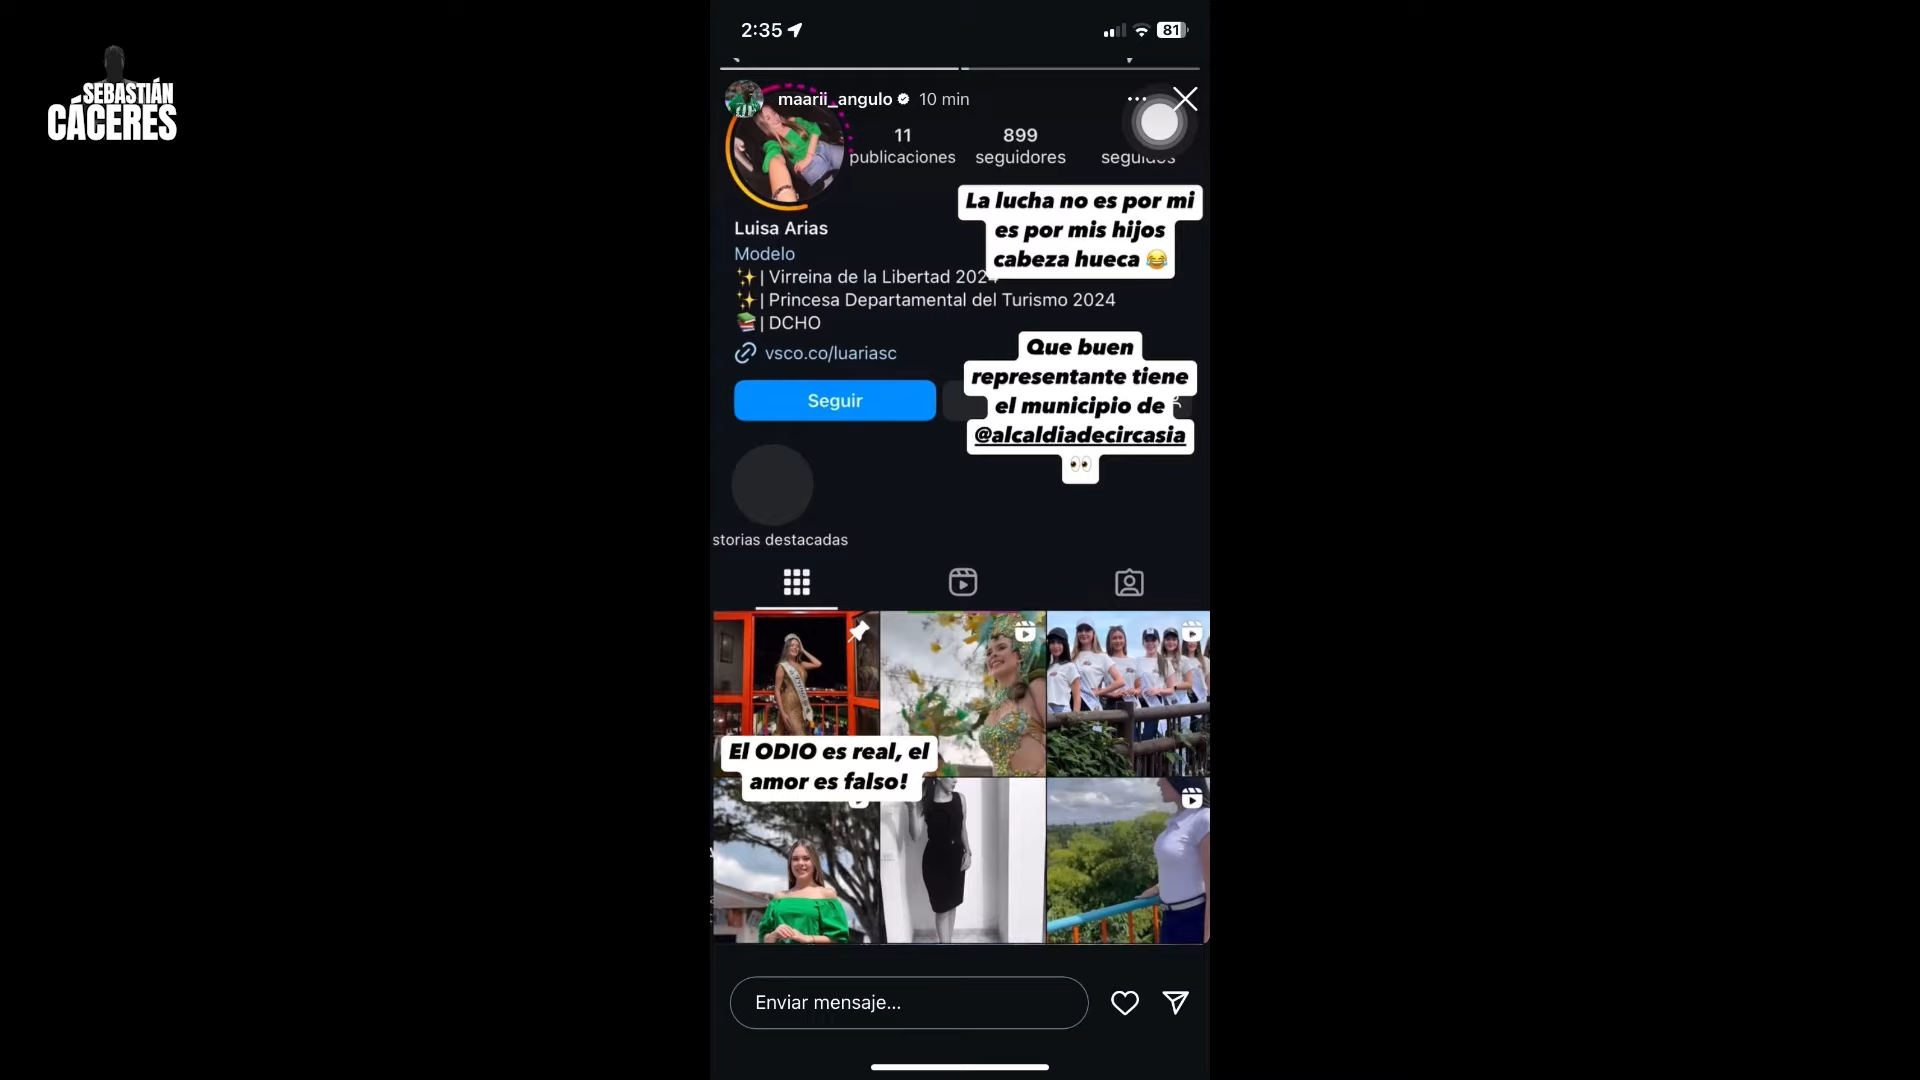 SEBASTIÁN
CÁCERES
2:35
81
maarii_angulo 10 min
11
publicaciones
899
seguidores
seguidos
La lucha no es por mi
es por mis hijos
cabeza hueca 😂
Luisa Arias
Modelo
✨| Virreina de la Libertad 2024
✨| Princesa Departamental del Turismo 2024
📚| DCHO
vsco.co/luariasc
Que buen
representante tiene
el municipio de
@alcaldiadecircasia
👀
Seguir
storias destacadas
El ODIO es real, el
amor es falso!
Enviar mensaje...